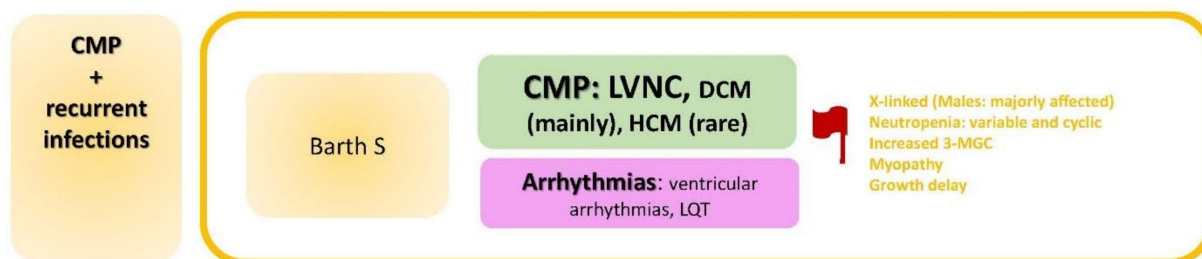 CMP
+
recurrent
infections
Barth S
CMP: LVNC, DCM
(mainly), HCM (rare)
Arrhythmias: ventricular
arrhythmias, LQT
X-linked (Males: majorly affected)
Neutropenia: variable and cyclic
Increased 3-MGC
Myopathy
Growth delay